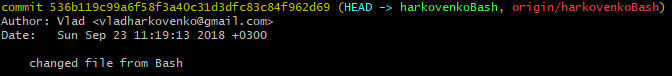 commit 536b119c99a6f58f3a40c31d3dfc83c84f962d69 (HEAD -> harkovenkoBash, origin/harkovenkoBash)
Author: Vlad <vladharkovenko@gmail.com>
Date:   Sun Sep 23 11:19:13 2018 +0300
changed file from Bash